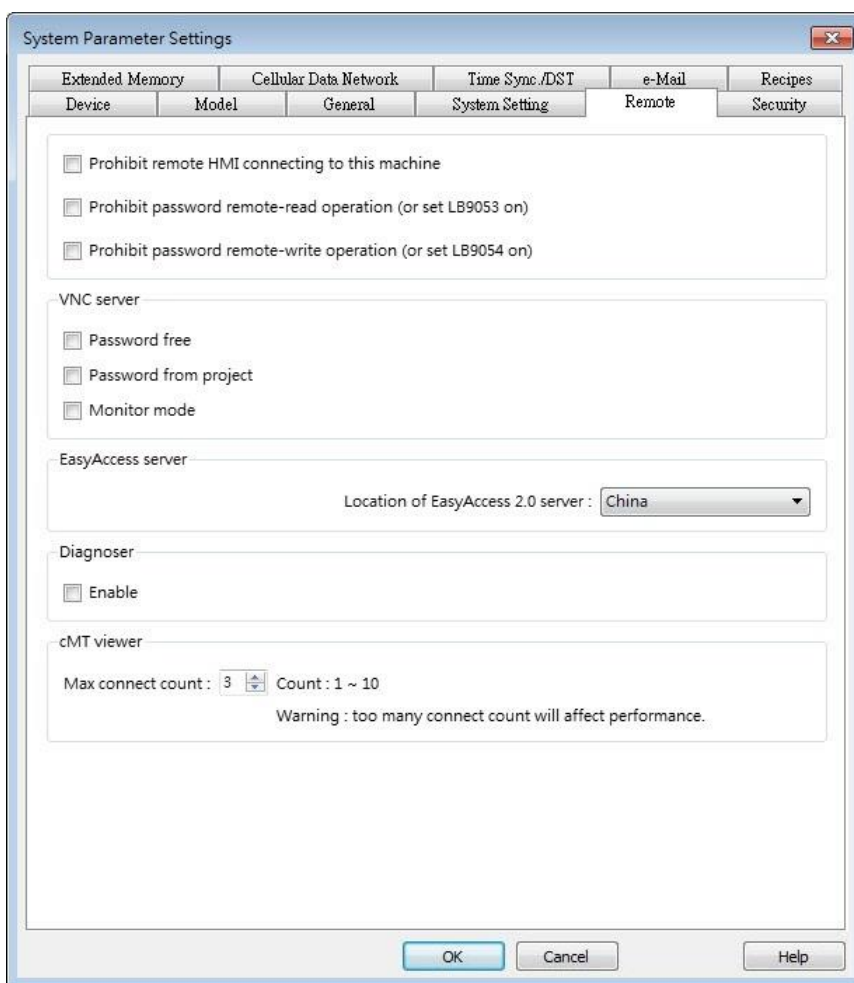 System Parameter Settings
Extended Memory Cellular Data Network Time Sync./DST e-Mail Recipes
Device Model General System Setting Remote Security
Prohibit remote HMI connecting to this machine
Prohibit password remote-read operation (or set LB9053 on)
Prohibit password remote-write operation (or set LB9054 on)
VNC server
Password free
Password from project
Monitor mode
EasyAccess server
Location of EasyAccess 2.0 server : China
Diagnoser
Enable
cMT viewer
Max connect count : 3 Count : 1 ~ 10
Warning : too many connect count will affect performance.
OK Cancel Help